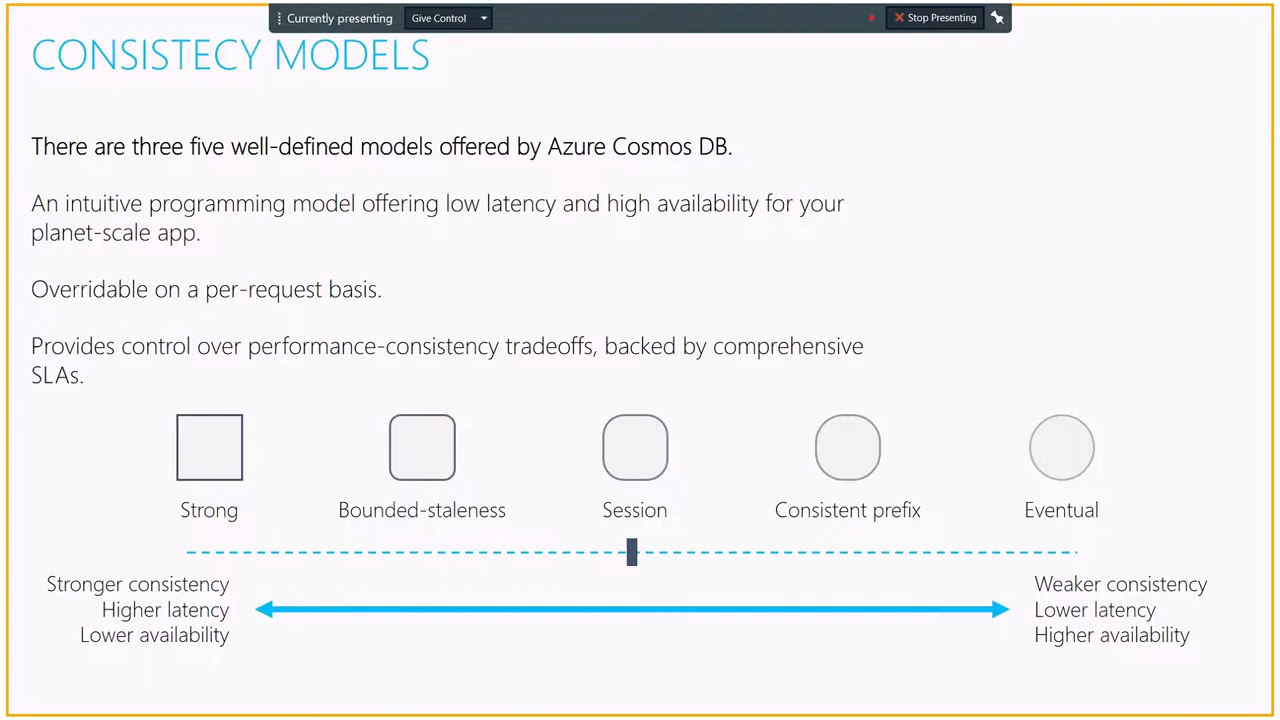 Currently presenting
Give Control
Stop Presenting
CONSISTECY MODELS
There are three five well-defined models offered by Azure Cosmos DB.
An intuitive programming model offering low latency and high availability for your
planet-scale app.
Overridable on a per-request basis.
Provides control over performance-consistency tradeoffs, backed by comprehensive
SLAs.
Strong
Bounded-staleness
Session
Consistent prefix
Eventual
Stronger consistency
Higher latency
Lower availability
Weaker consistency
Lower latency
Higher availability